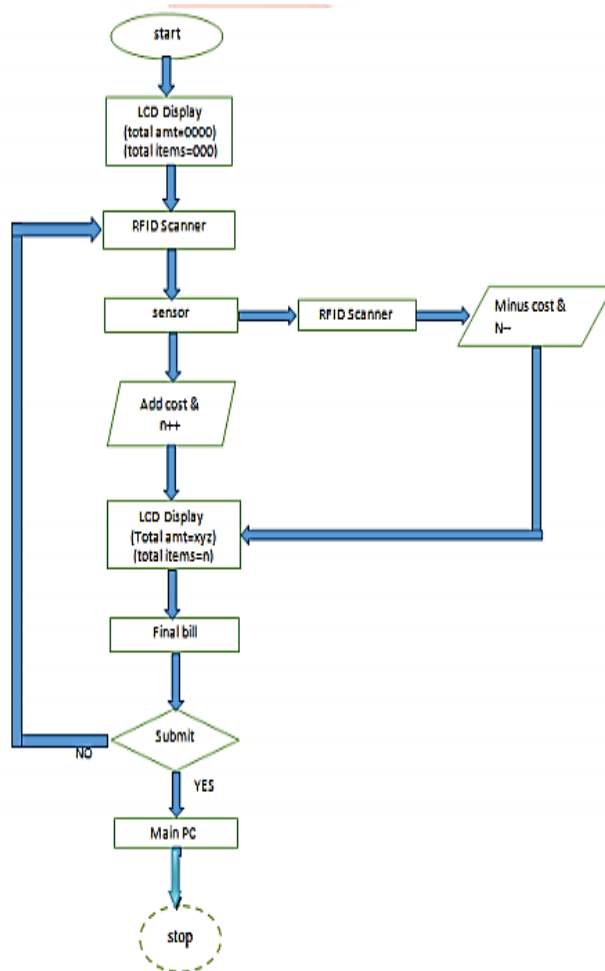 start
LCD Display
(total amt=0000)
(total items=000)
RFID Scanner
sensor
RFID Scanner
Minus cost &
N--
Add cost &
n++
LCD Display
(Total amt=xyz)
(total items=n)
Final bill
Submit
NO
YES
Main PC
stop